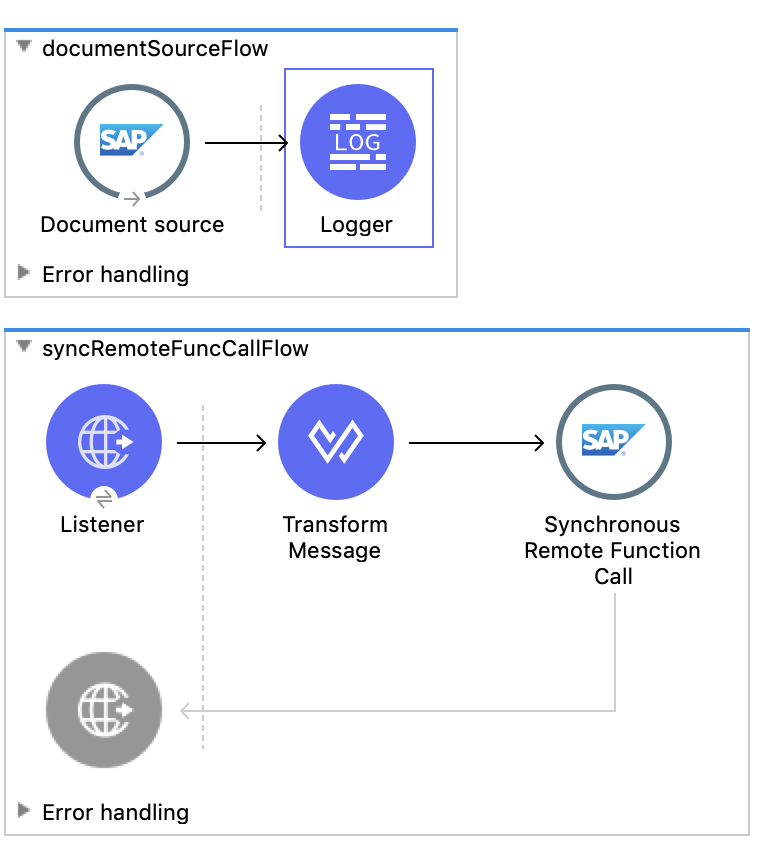 documentSourceFlow
SAP
LOG
Document source
Logger
Error handling
syncRemoteFuncCallFlow
SAP
Listener
Transform
Message
Synchronous
Remote Function
Call
Error handling